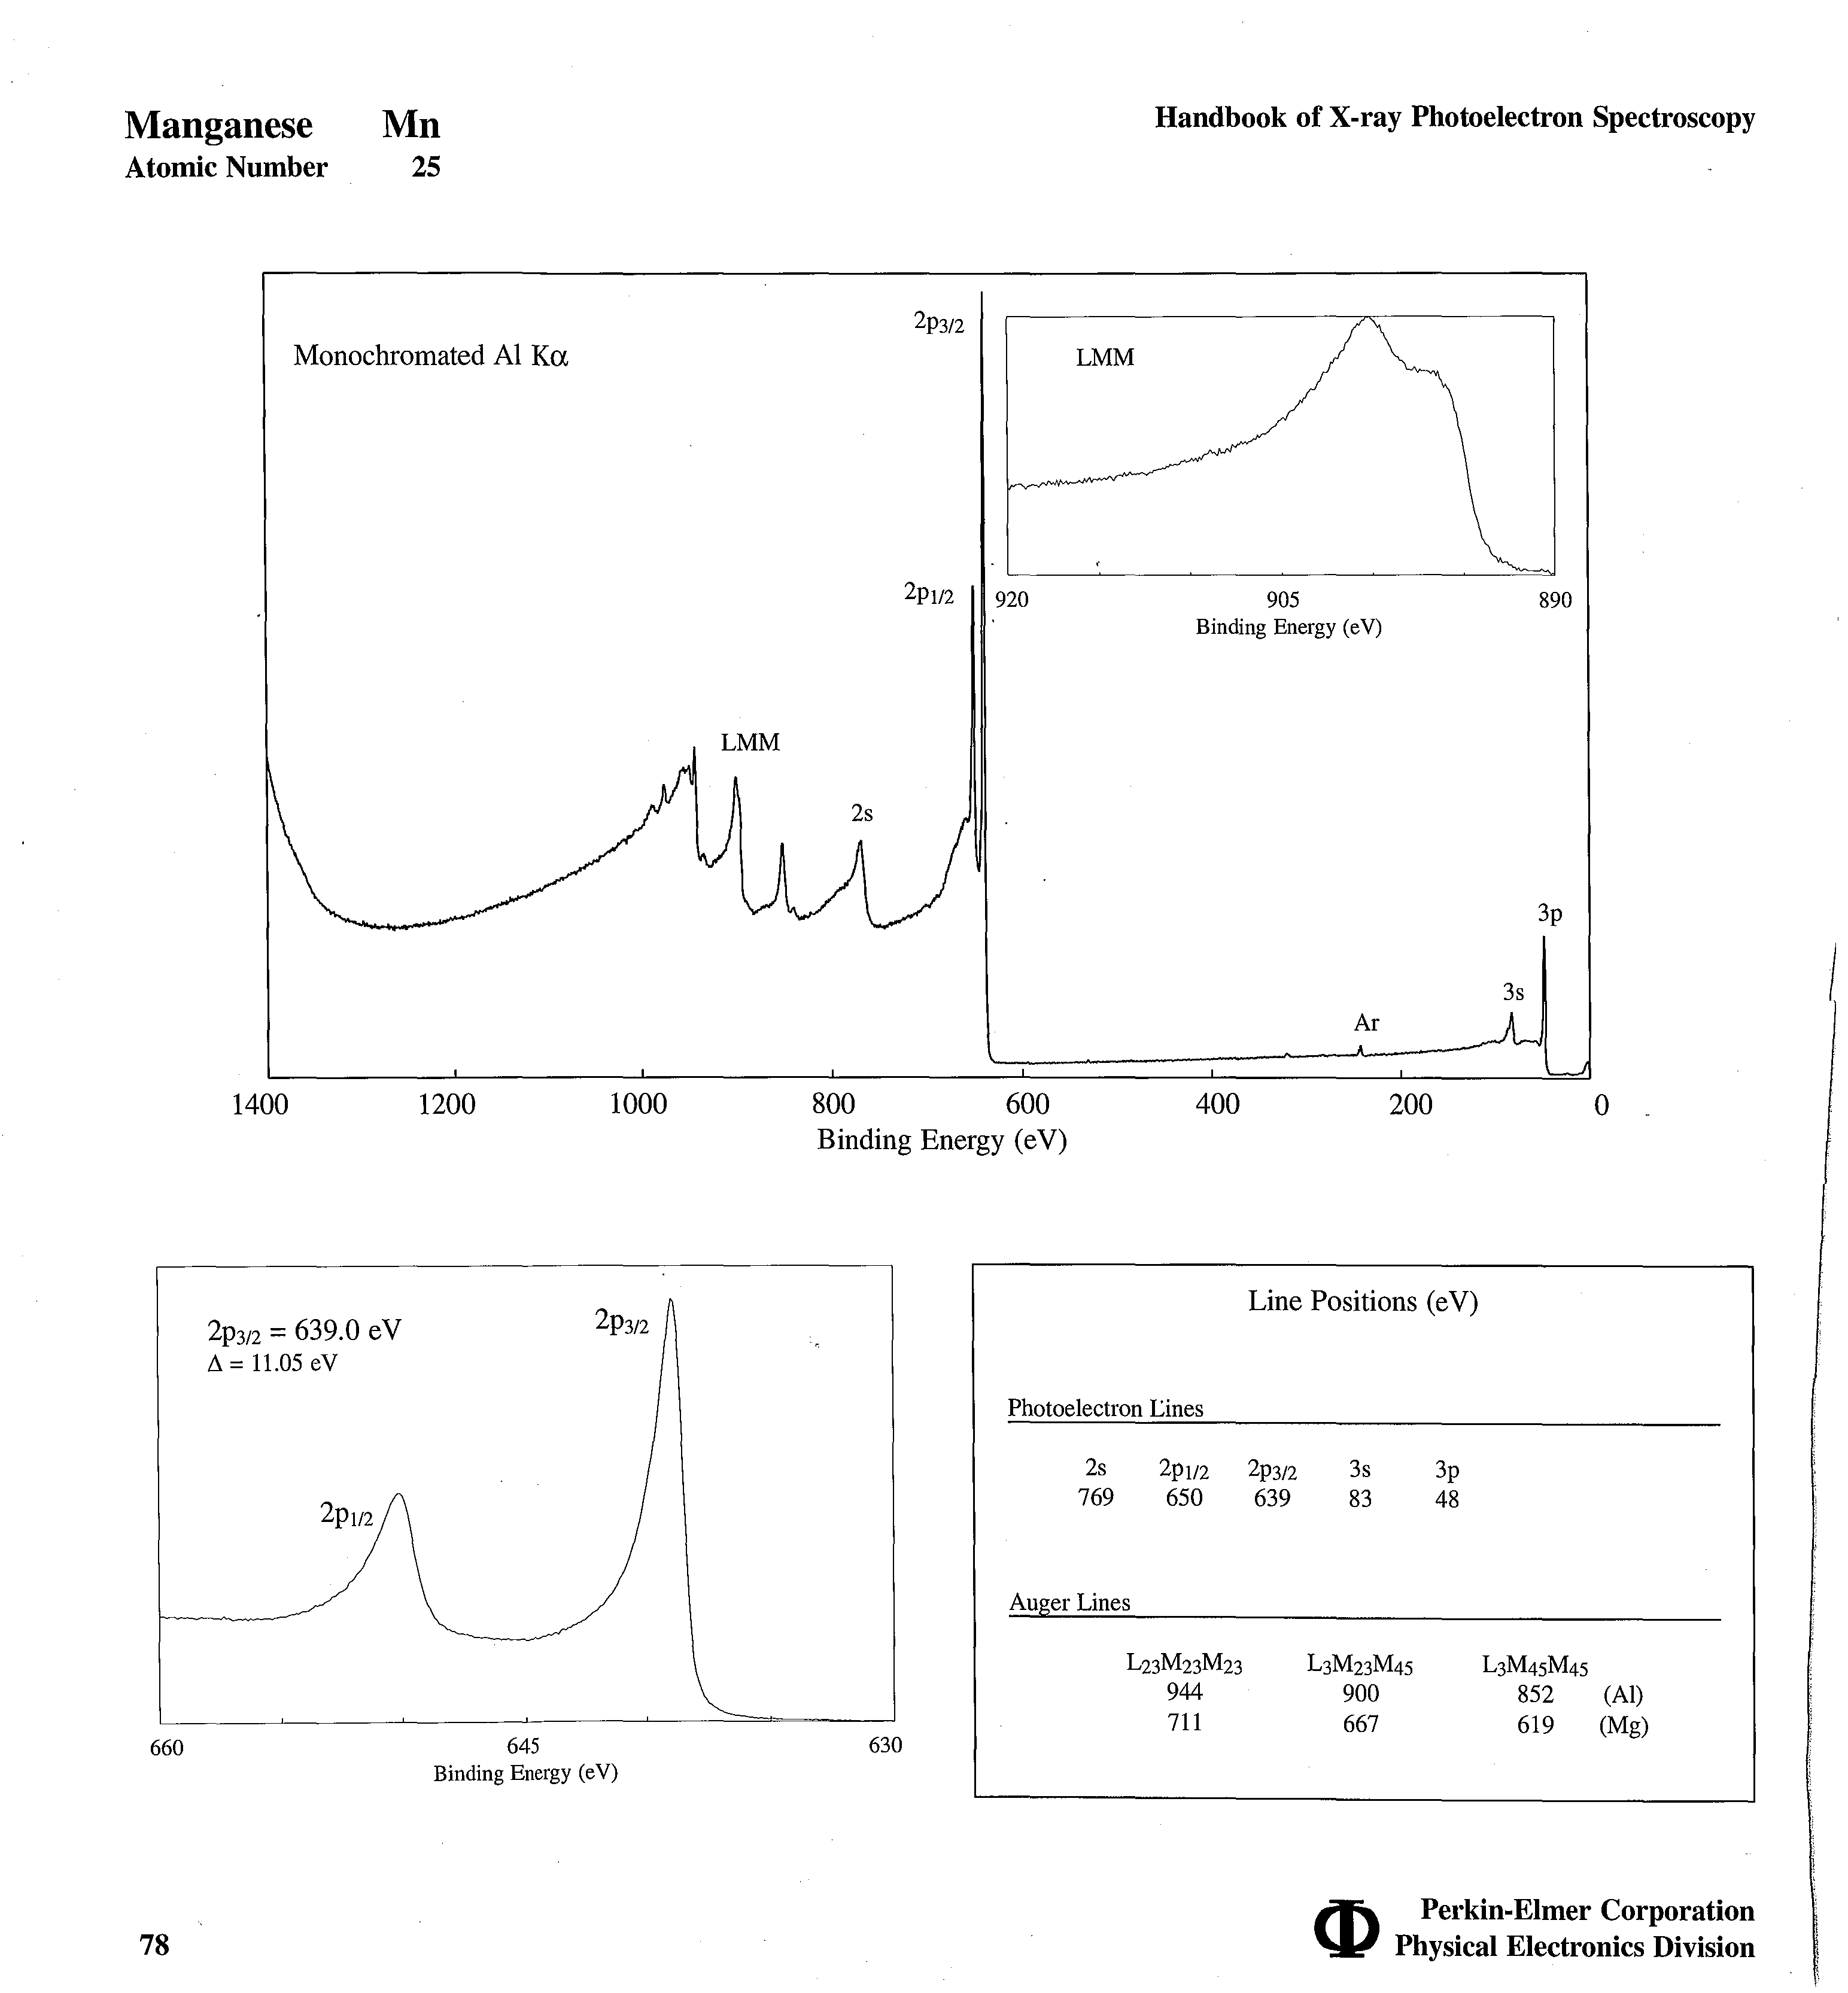 Manganese Mn
Atomic Number 25
Handbook of X-ray Photoelectron Spectroscopy
Monochromated Al Kα
2p3/2
LMM
2p1/2
920 905 890
Binding Energy (eV)
LMM
2s
3p
3s
Ar
1400 1200 1000 800 600 400 200 0
Binding Energy (eV)
2p3/2 = 639.0 eV
Δ = 11.05 eV
2p3/2
2p1/2
660 645 630
Binding Energy (eV)
Line Positions (eV)
Photoelectron Lines
2s 2p1/2 2p3/2 3s 3p
769 650 639 83 48
Auger Lines
L23M23M23 L3M23M45 L3M45M45
944 900 852 (Al)
711 667 619 (Mg)
Φ Perkin-Elmer Corporation
Physical Electronics Division
78